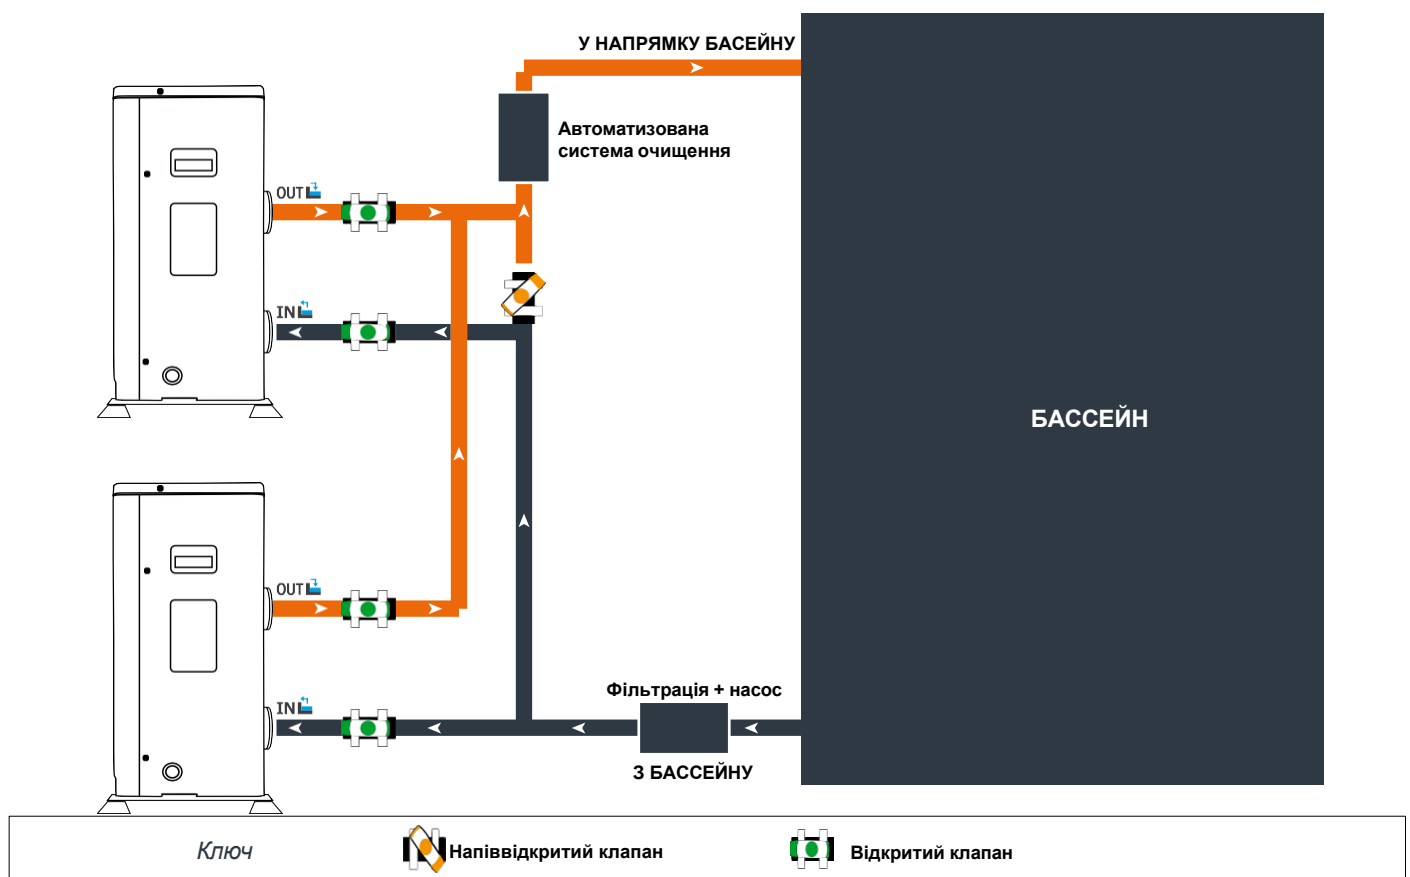 У НАПРЯМКУ БАСЕЙНУ
Автоматизована
система очищення
OUT
IN
БАССЕЙН
OUT
IN
Фільтрація + насос
З БАССЕЙНУ
Ключ
Напіввідкритий клапан
Відкритий клапан